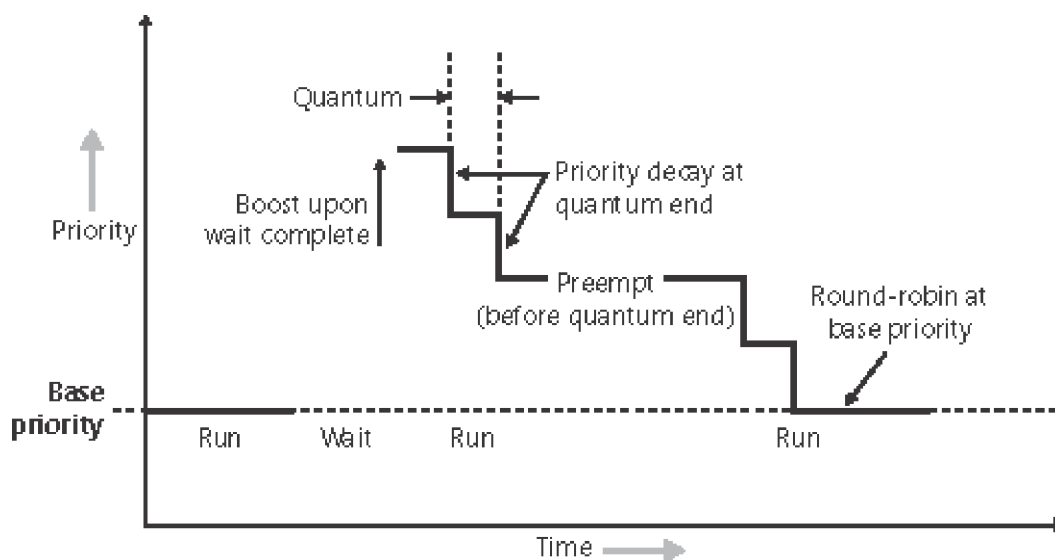 Quantum
Priority decay at
quantum end
Boost upon
wait complete
Priority
Preempt
(before quantum end)
Round-robin at
base priority
Base
priority
Run
Wait
Run
Run
Time